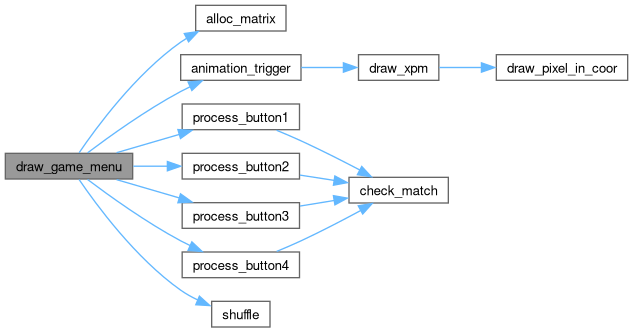 alloc_matrix
animation_trigger
draw_xpm
draw_pixel_in_coor
process_button1
draw_game_menu
process_button2
check_match
process_button3
process_button4
shuffle